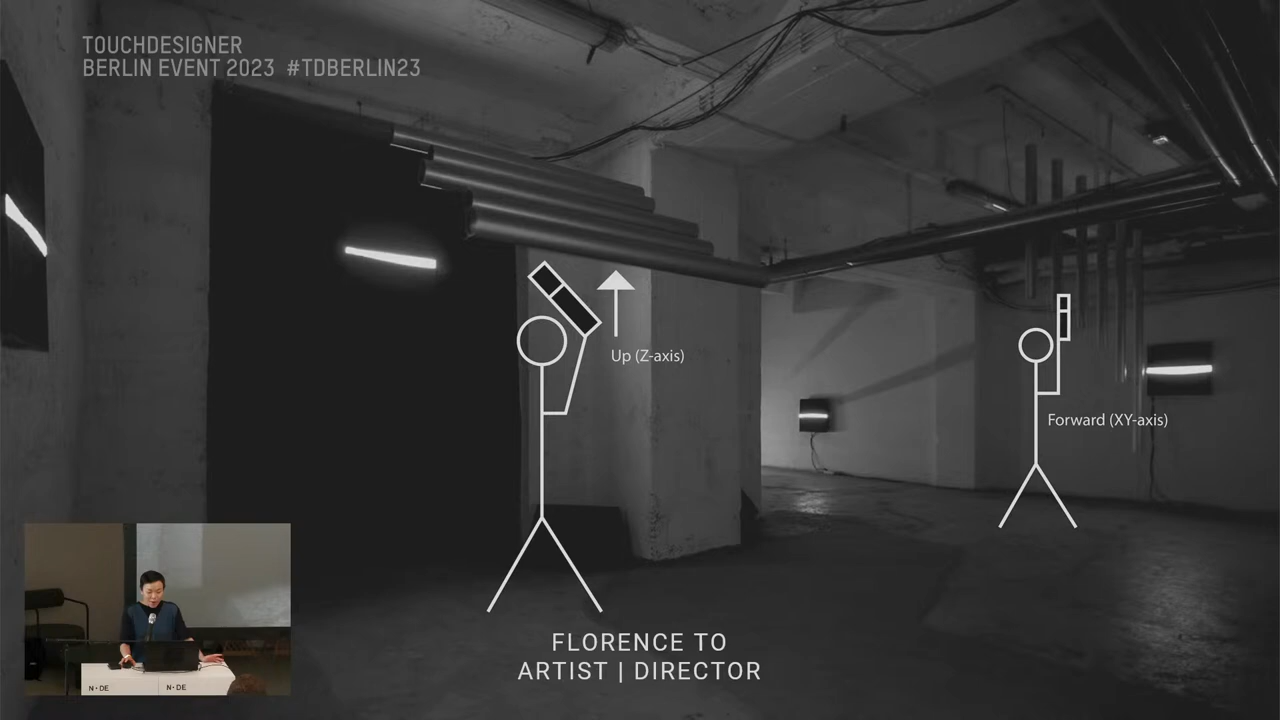 TOUCHDESIGNER
BERLIN EVENT 2023 #TDBERLIN23
Up (Z-axis)
Forward (XY-axis)
FLORENCE TO
ARTIST | DIRECTOR
N·DE N·DE